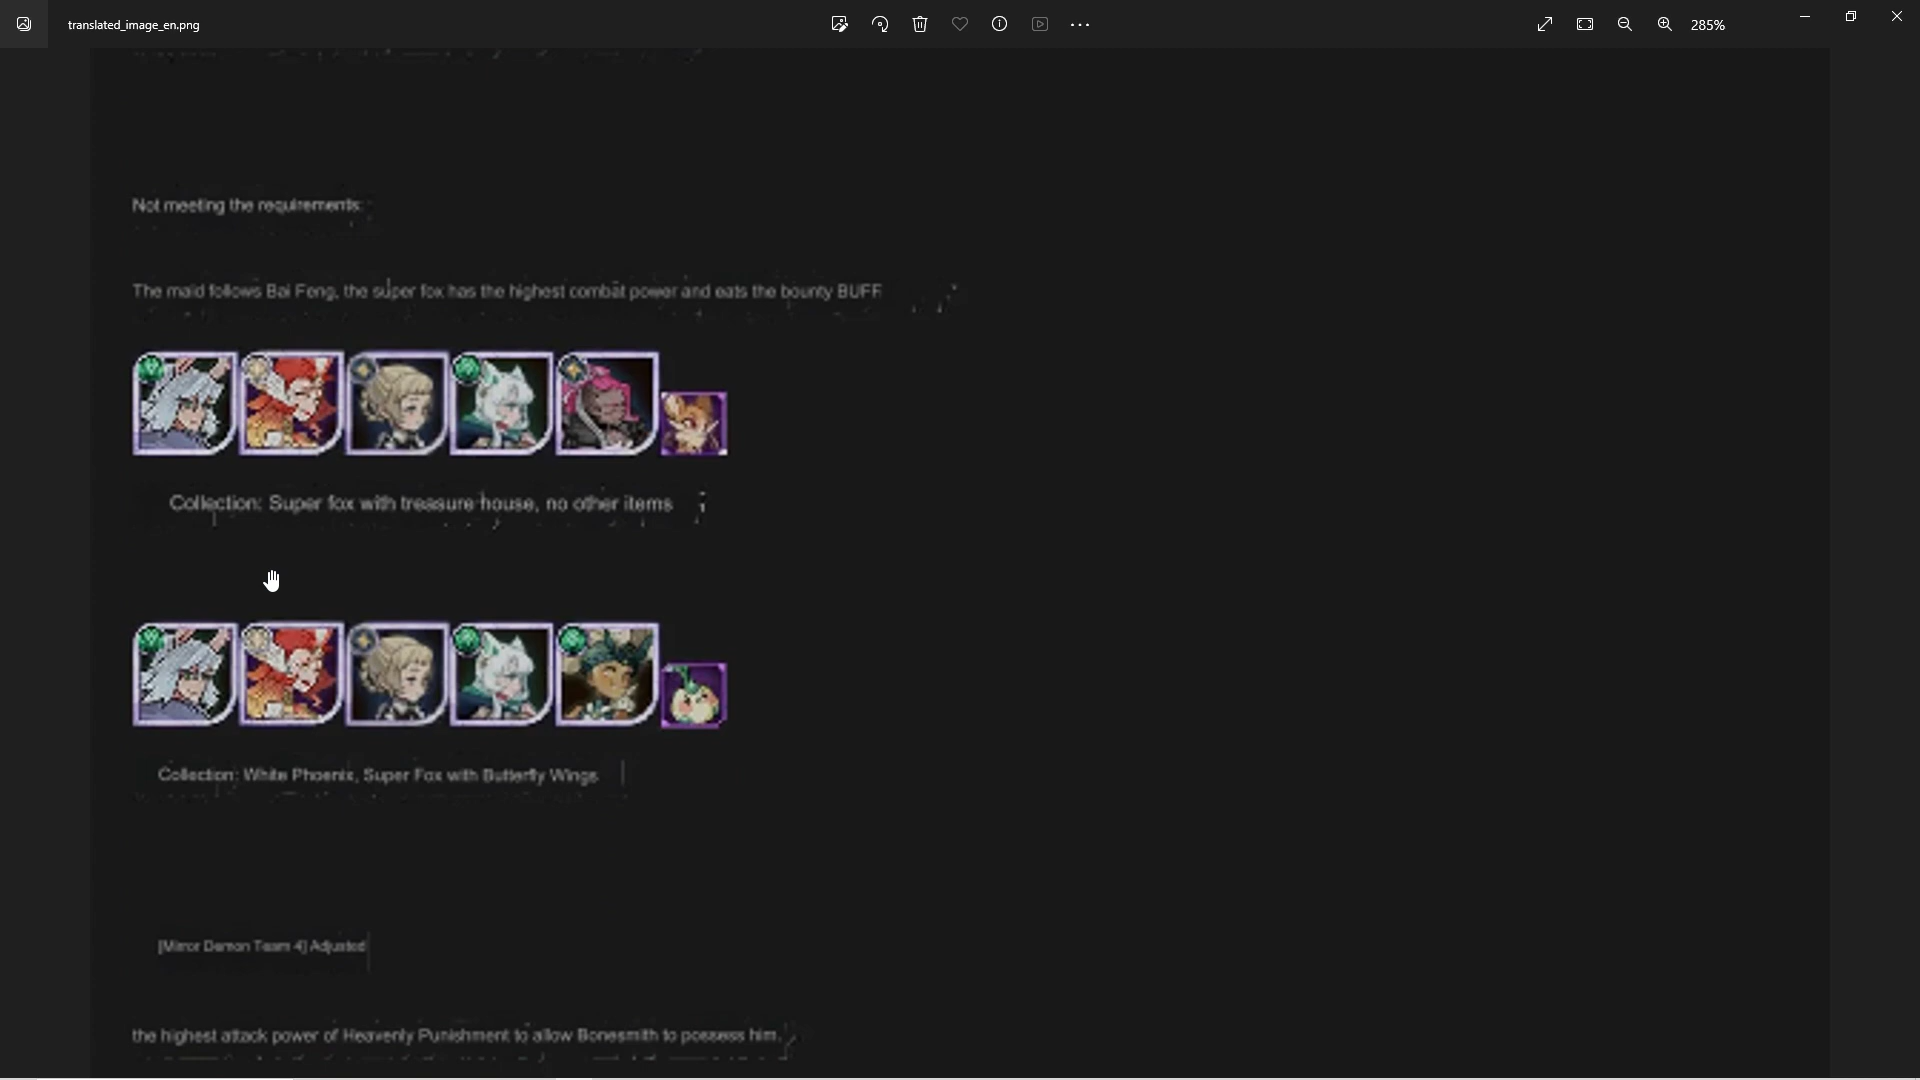 translated_image_en.png
285%
Not meeting the requirements:
The maid follows Bai Feng, the super fox has the highest combat power and eats the bounty BUFF
Collection: Super fox with treasure house, no other items
Collection: White Phoenix, Super Fox with Butterfly Wings
[Mirror Demon Team 4] Adjusted
the highest attack power of Heavenly Punishment to allow Bonesmith to possess him.